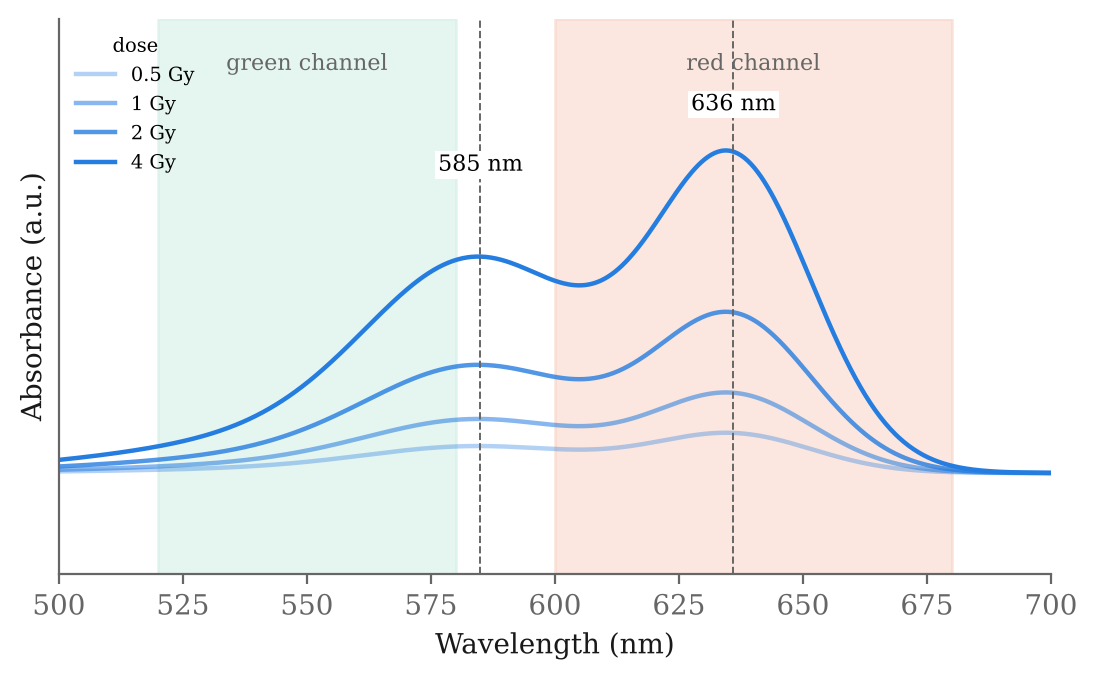 dose
0.5 Gy
1 Gy
2 Gy
4 Gy
green channel
red channel
636 nm
585 nm
Absorbance (a.u.)
500 525 550 575 600 625 650 675 700
Wavelength (nm)